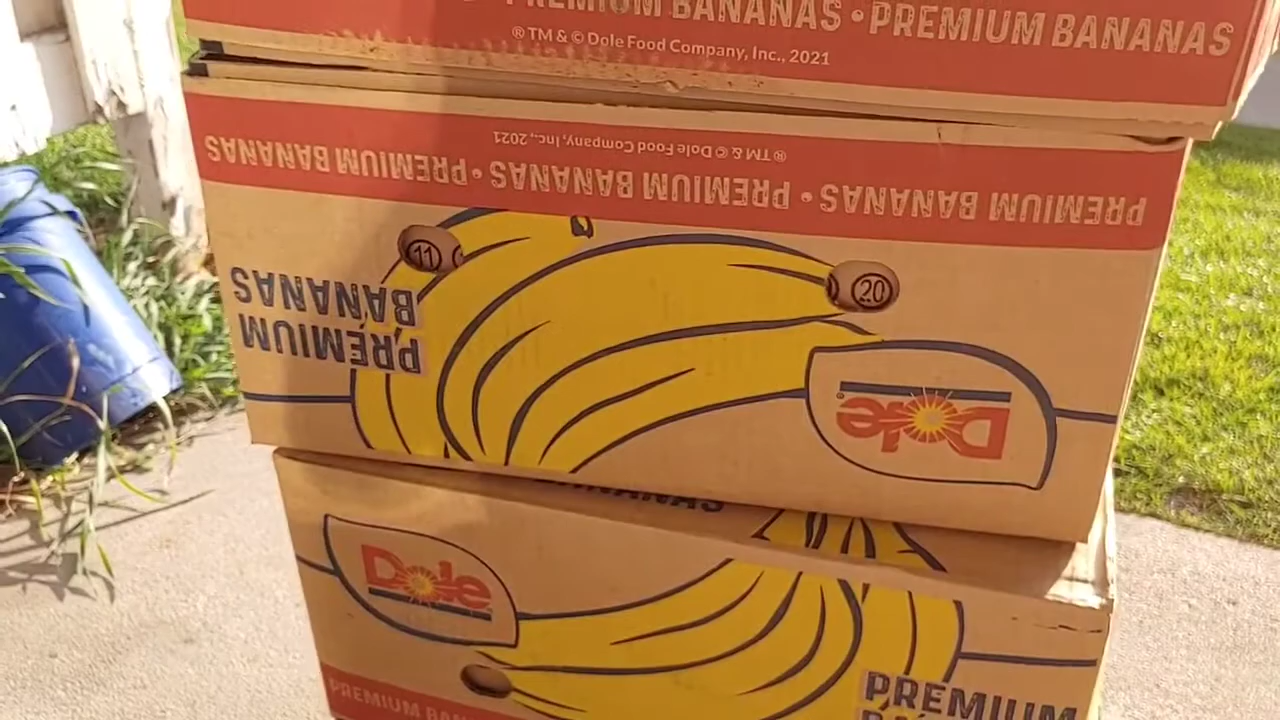 PREMIUM BANANAS • PREMIUM BANANAS
® TM & © Dole Food Company, Inc., 2021
® TM & © Dole Food Company, Inc., 2021
PREMIUM BANANAS • PREMIUM BANANAS • PREMIUM BANANAS
11
20
PREMIUM
BANANAS
Dole®
BANANAS
Dole
PREMIUM
PREMIUM